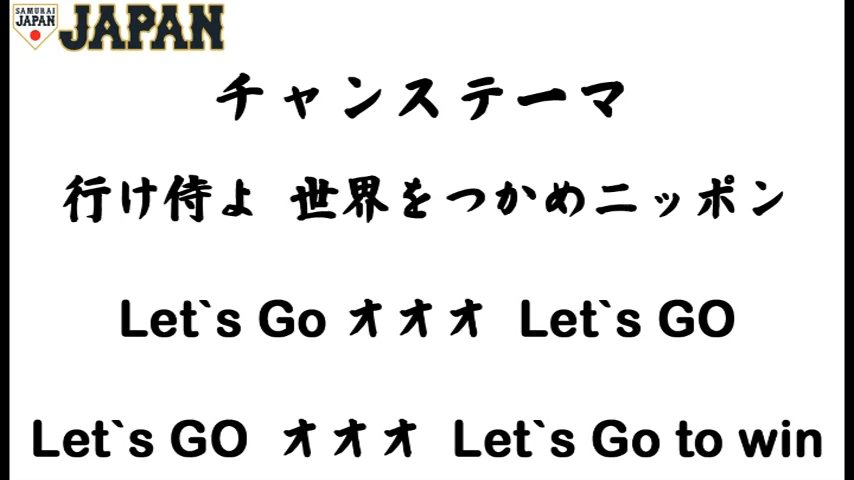 SAMURAI
JAPAN
JAPAN
チャンステーマ
行け侍よ 世界をつかめニッポン
Let`s Go オオオ Let`s GO
Let`s GO オオオ Let`s Go to win